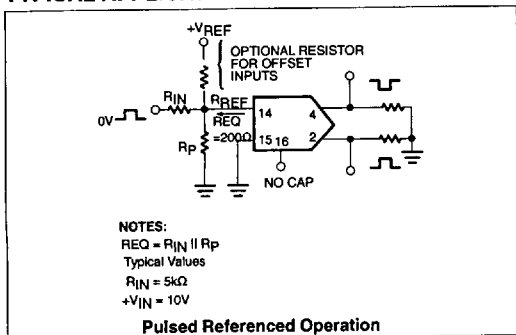 +VREF
OPTIONAL RESISTOR
FOR OFFSET
INPUTS
RIN
RREF
0V
REQ
=200Ω
14
4
15
16
2
RP
NO CAP
NOTES:
REQ = RIN || RP
Typical Values
RIN = 5kΩ
+VIN = 10V
Pulsed Referenced Operation